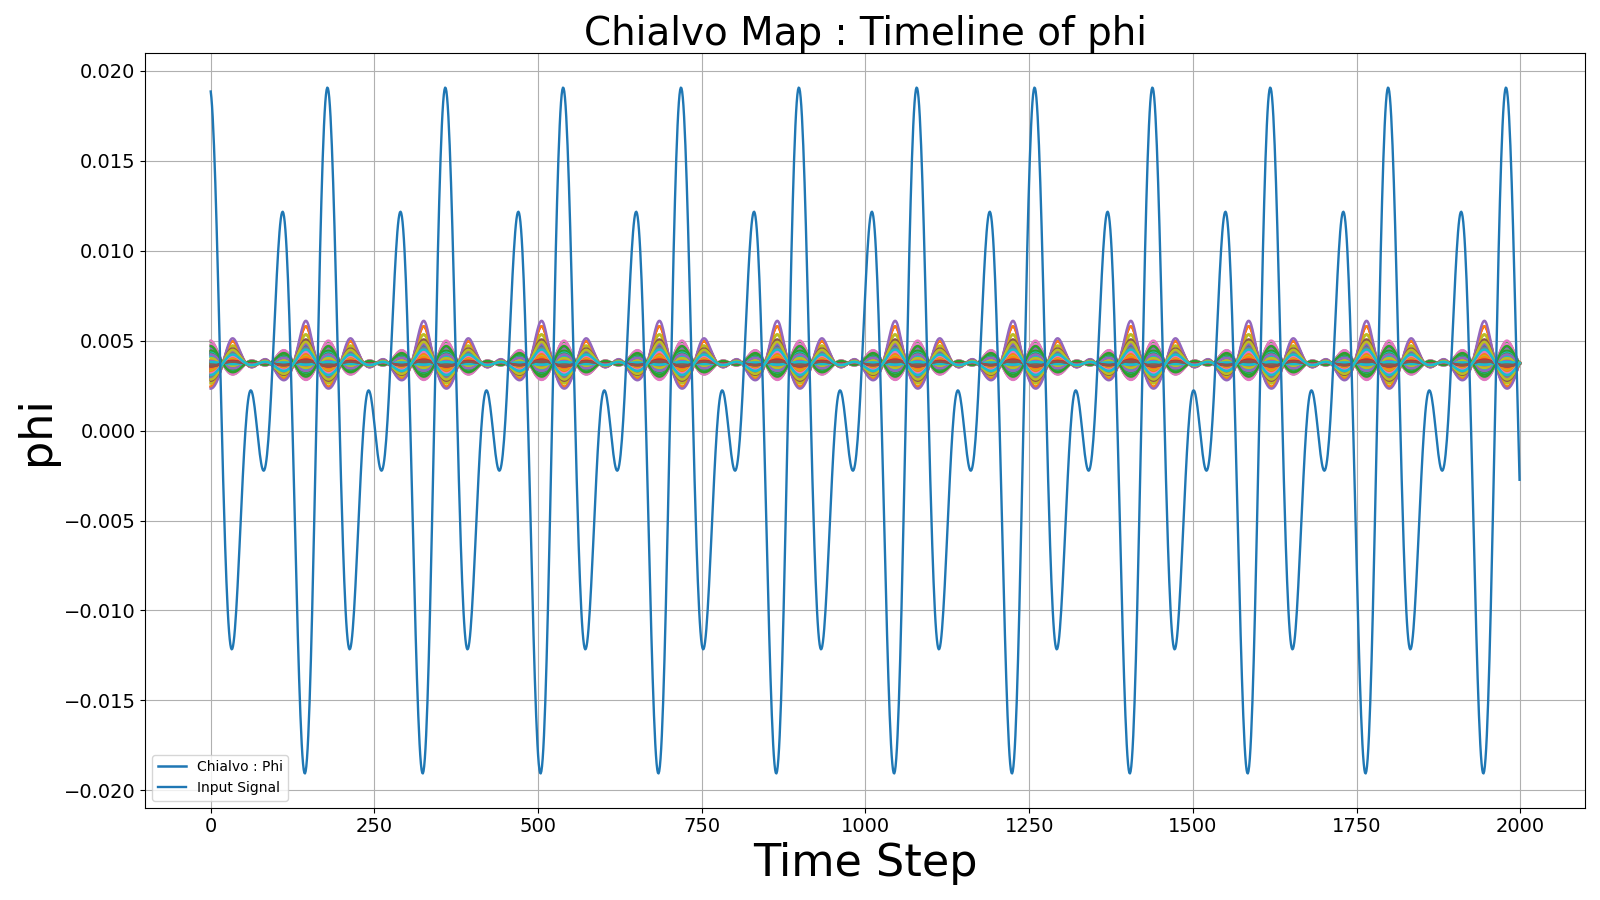 Chialvo Map : Timeline of phi
0.020
0.015
0.010
0.005
0.000
−0.005
−0.010
−0.015
−0.020
phi
Chialvo : Phi
Input Signal
0 250 500 750 1000 1250 1500 1750 2000
Time Step